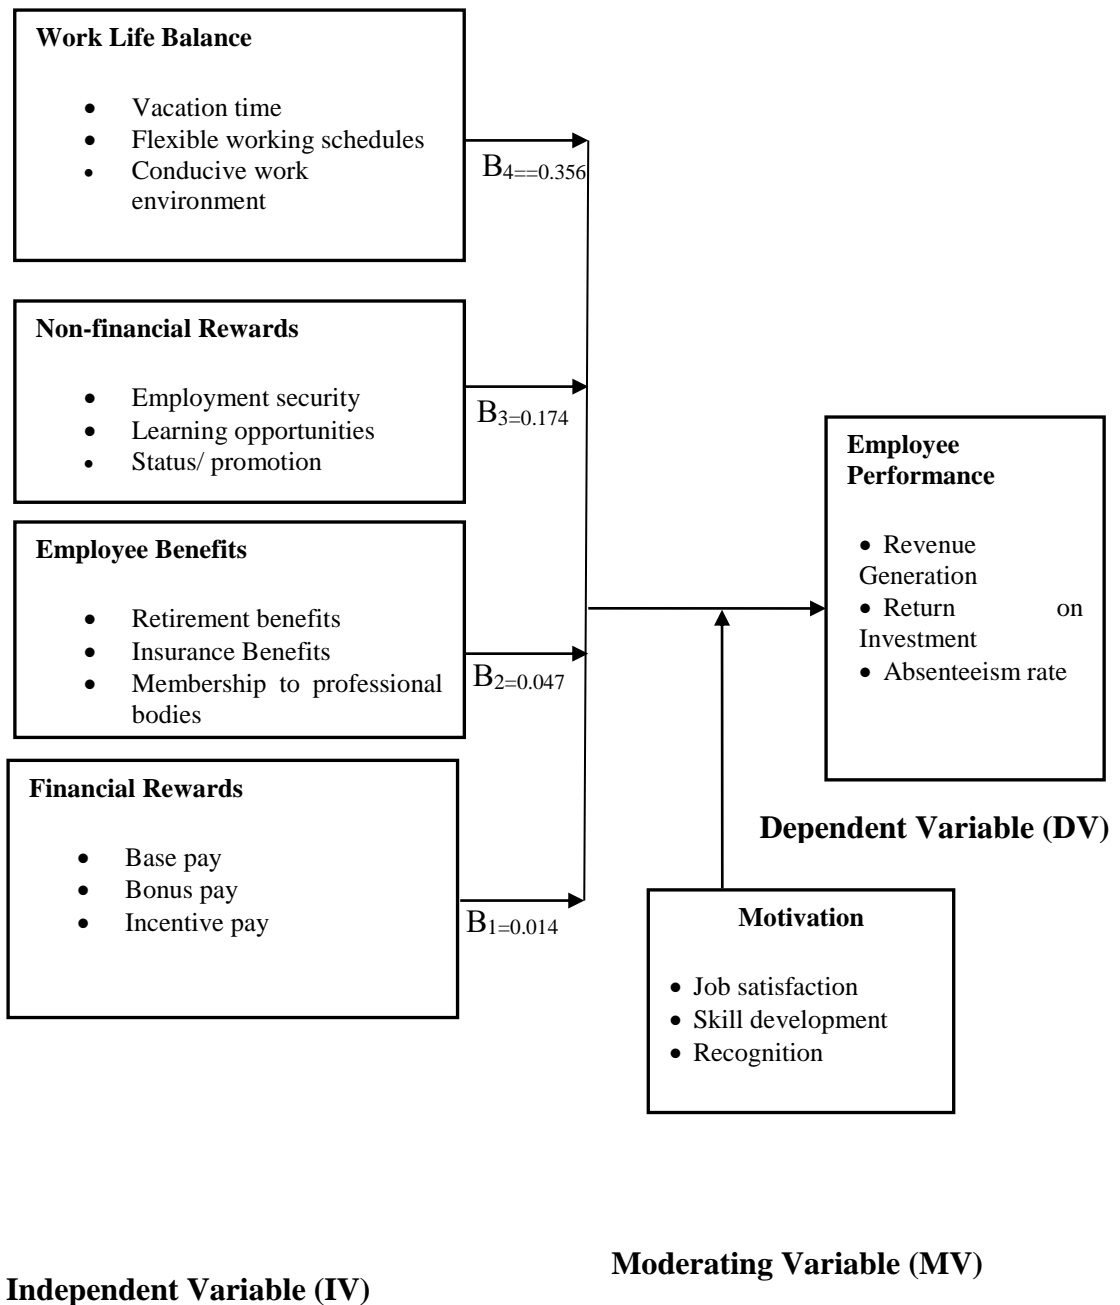 Work Life Balance
• Vacation time
• Flexible working schedules
• Conducive work
environment
B4==0.356
Non-financial Rewards
• Employment security
• Learning opportunities
• Status/ promotion
B3=0.174
Employee Benefits
• Retirement benefits
• Insurance Benefits
• Membership to professional
bodies
B2=0.047
Financial Rewards
• Base pay
• Bonus pay
• Incentive pay
B1=0.014
Employee
Performance
• Revenue
Generation
• Return on
Investment
• Absenteeism rate
Dependent Variable (DV)
Motivation
• Job satisfaction
• Skill development
• Recognition
Moderating Variable (MV)
Independent Variable (IV)